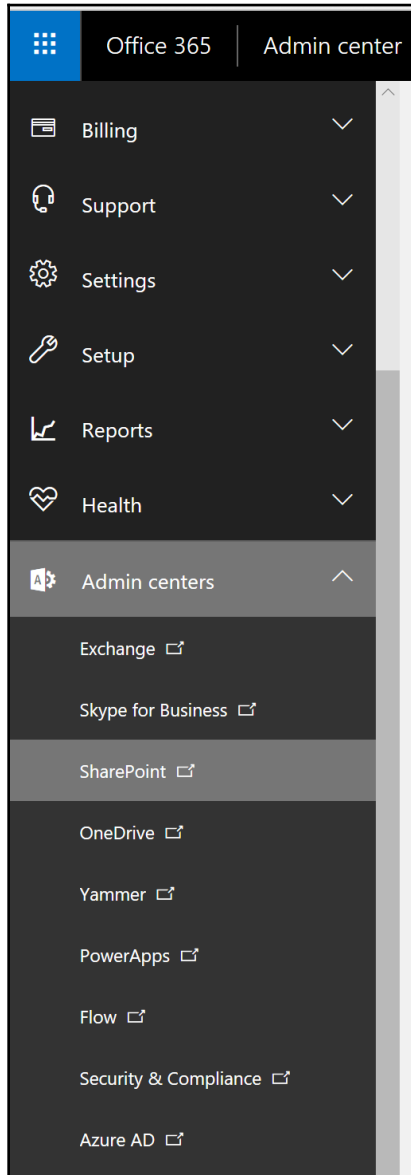 Office 365 Admin center
Billing
Support
Settings
Setup
Reports
Health
A Admin centers
Exchange
Skype for Business
SharePoint
OneDrive
Yammer
PowerApps
Flow
Security & Compliance
Azure AD